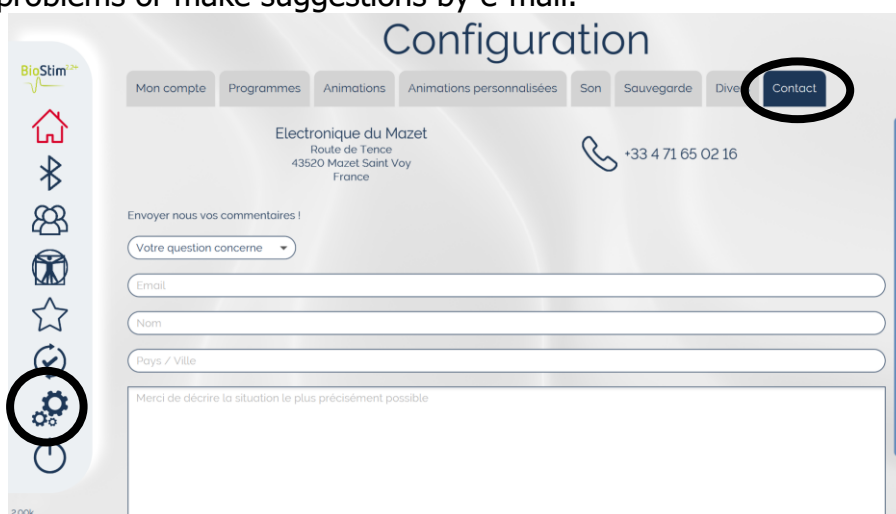 problems or make suggestions by e-mail.
Configuration
BioStim
Mon compte
Programmes
Animations
Animations personnalisées
Son
Sauvegarde
Contact
Electronique du Mazet
Route de Tence
43520 Mazet Saint Voy
France
+33 4 71 65 02 16
Envoyer nous vos commentaires !
Votre question concerne
Email
Nom
Pays / Ville
Merci de décrire la situation le plus précisément possible